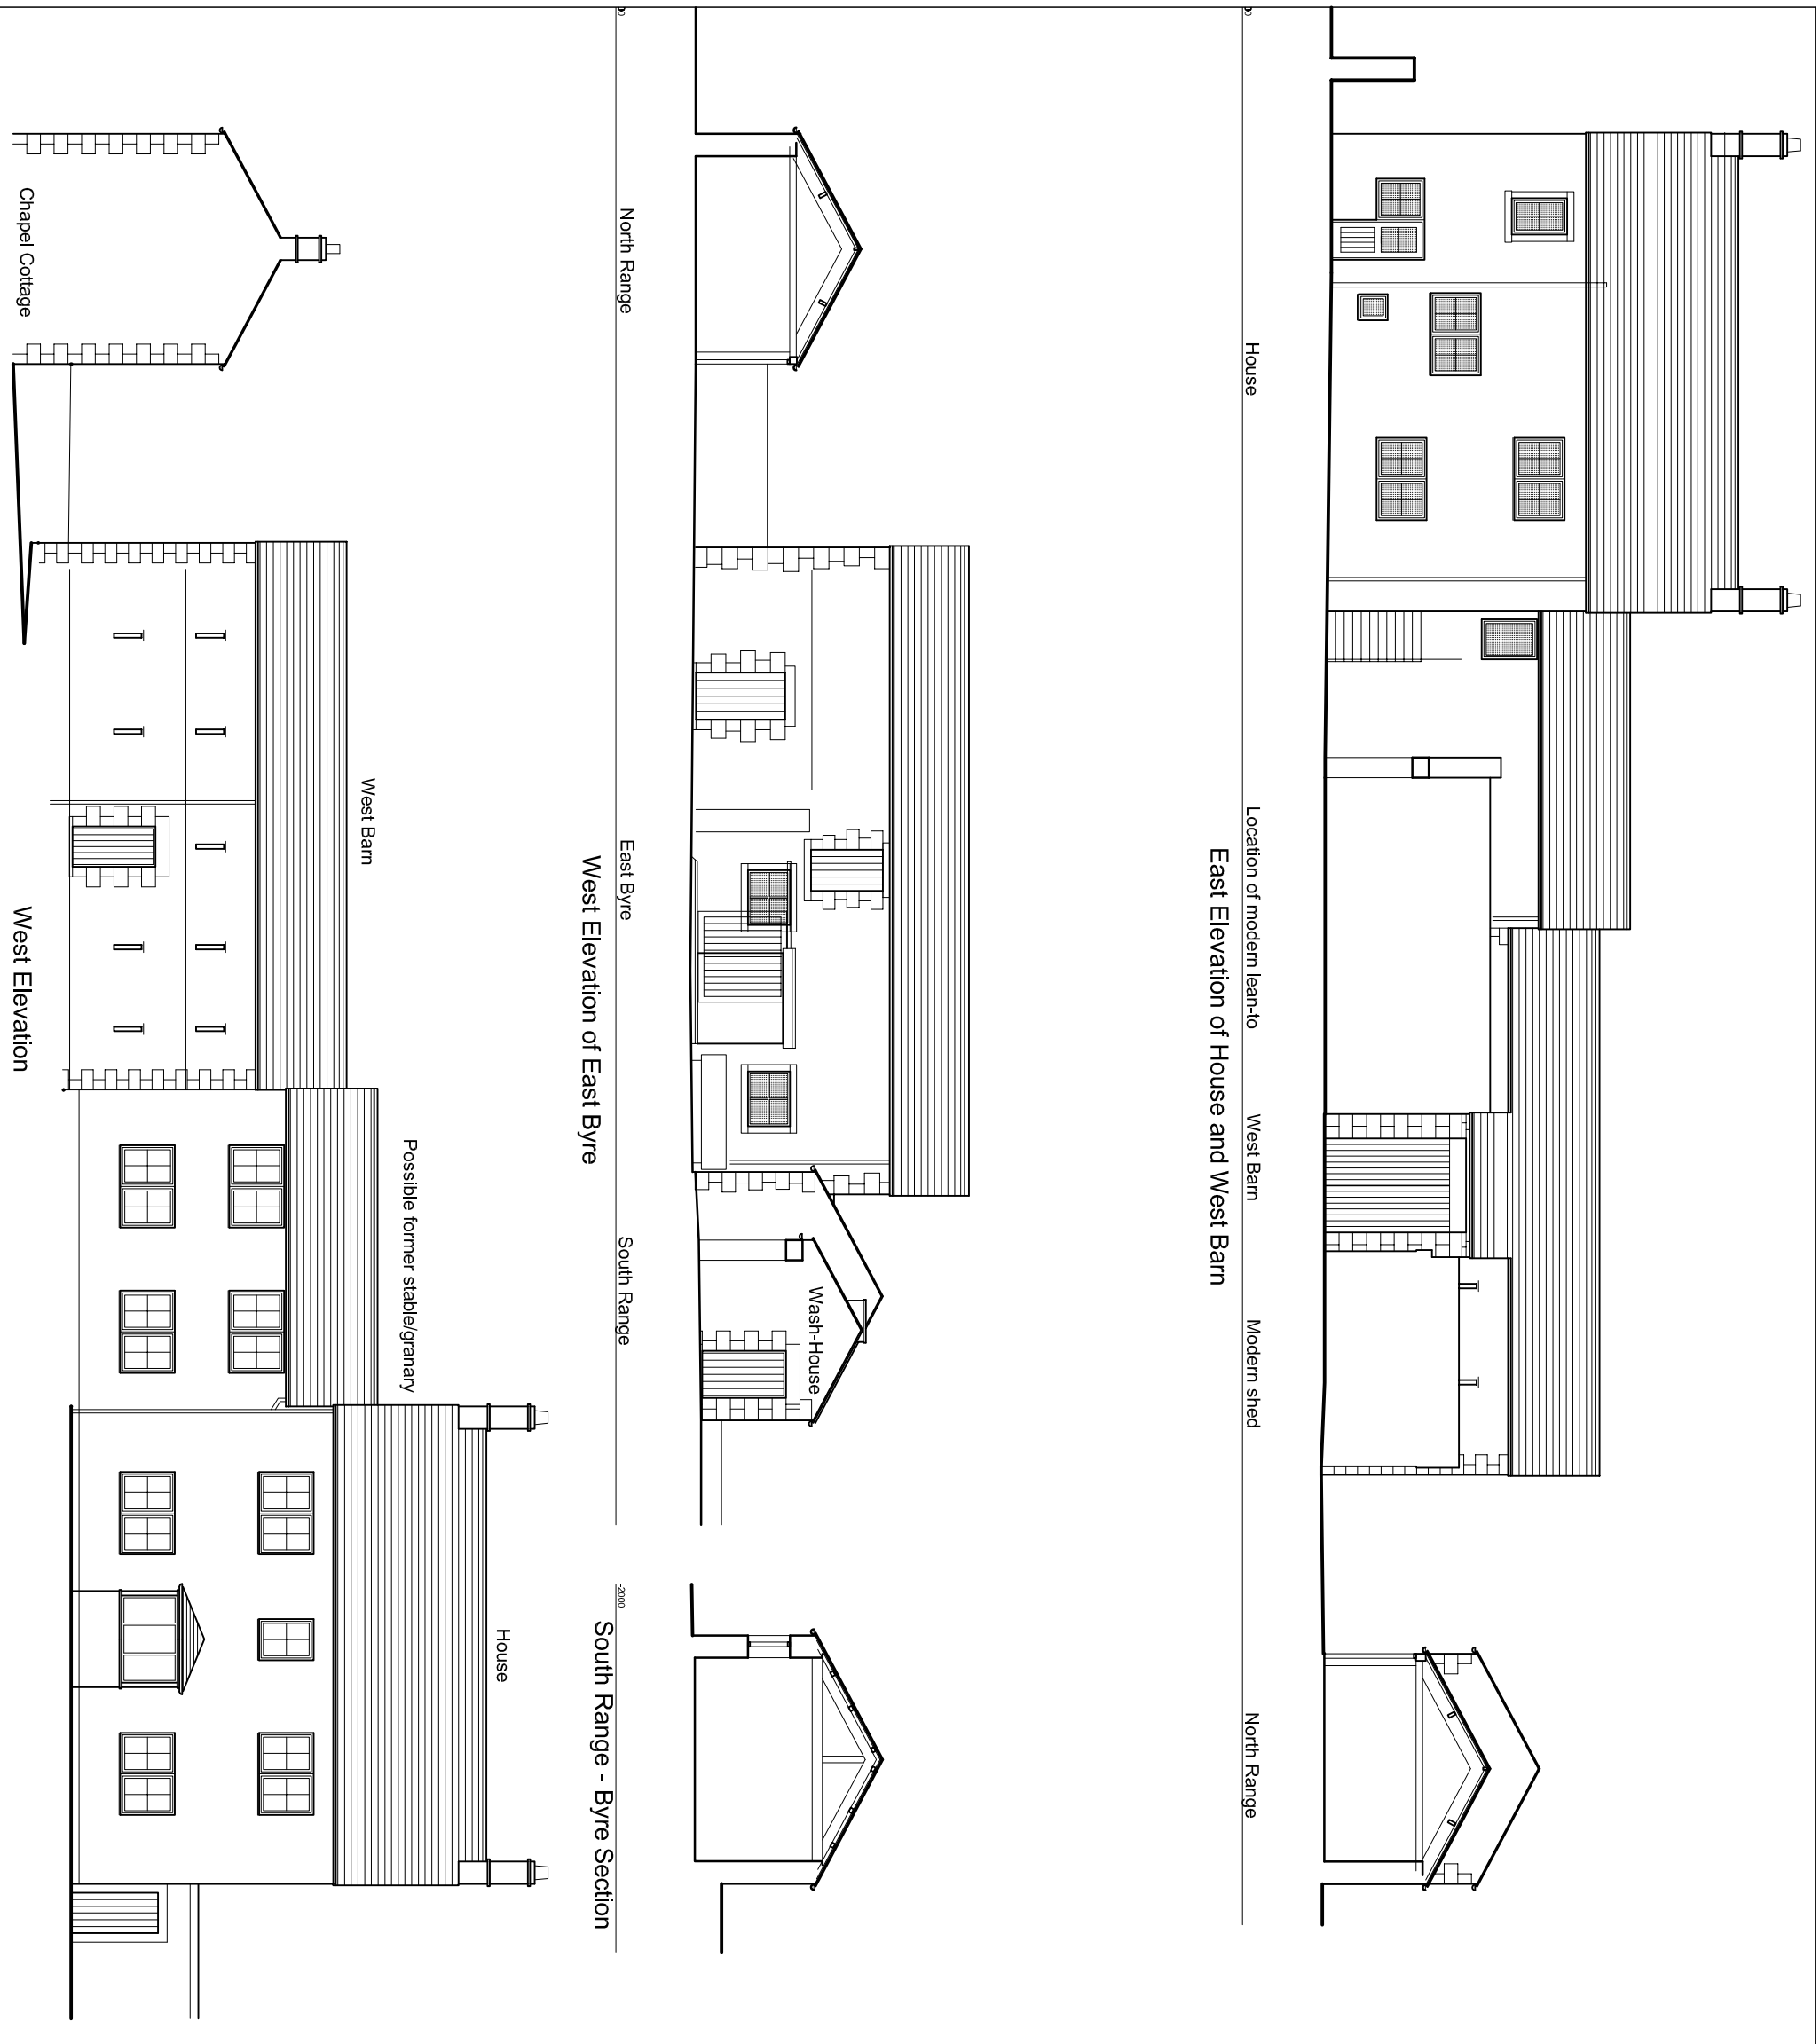 House
Location of modern lean-to
West Barn
Modern shed
North Range
East Elevation of House and West Barn
Wash-House
North Range
East Byre
South Range
-2000
West Elevation of East Byre
South Range - Byre Section
House
Possible former stable/granary
West Barn
Chapel Cottage
West Elevation